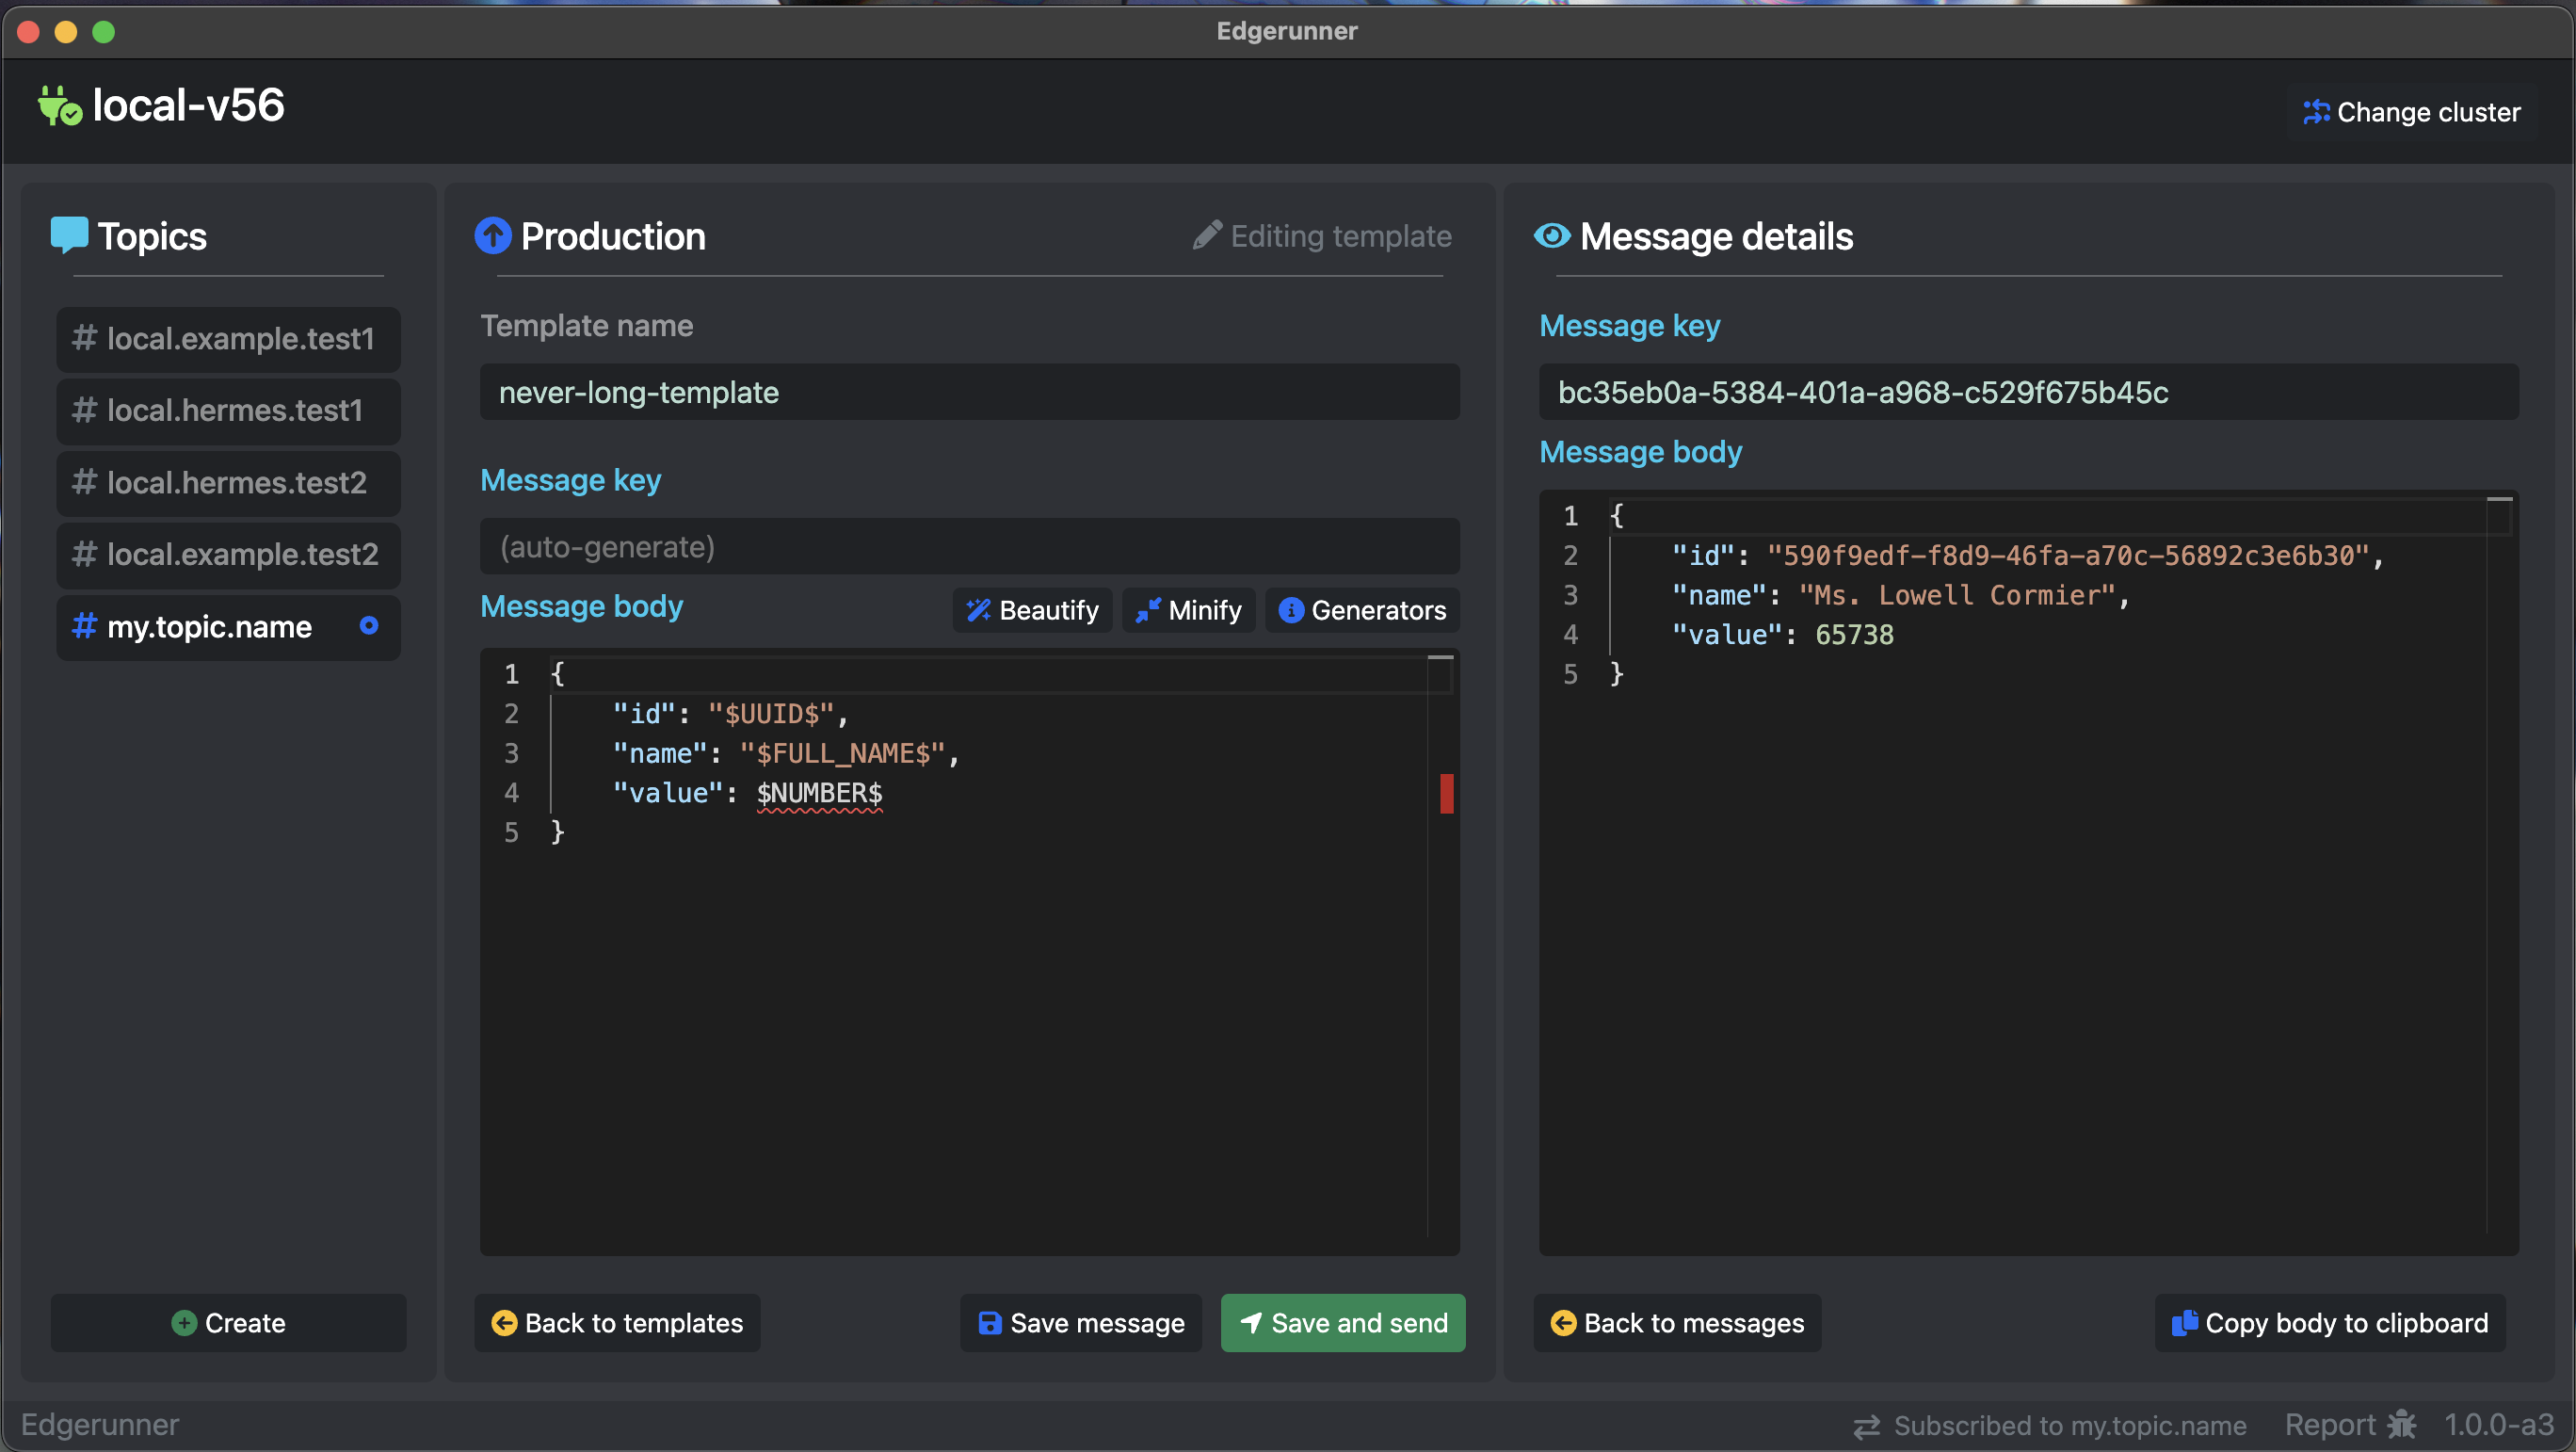 Edgerunner
local-v56
Change cluster
Topics
# local.example.test1
# local.hermes.test1
# local.hermes.test2
# local.example.test2
# my.topic.name
Create
Production
Editing template
Template name
never-long-template
Message key
(auto-generate)
Message body
Beautify
Minify
Generators
1 {
2     "id": "$UUID$",
3     "name": "$FULL_NAME$",
4     "value": $NUMBER$
5 }
Back to templates
Save message
Save and send
Message details
Message key
bc35eb0a-5384-401a-a968-c529f675b45c
Message body
1 {
2     "id": "590f9edf-f8d9-46fa-a70c-56892c3e6b30",
3     "name": "Ms. Lowell Cormier",
4     "value": 65738
5 }
Back to messages
Copy body to clipboard
Edgerunner
Subscribed to my.topic.name
Report
1.0.0-a3